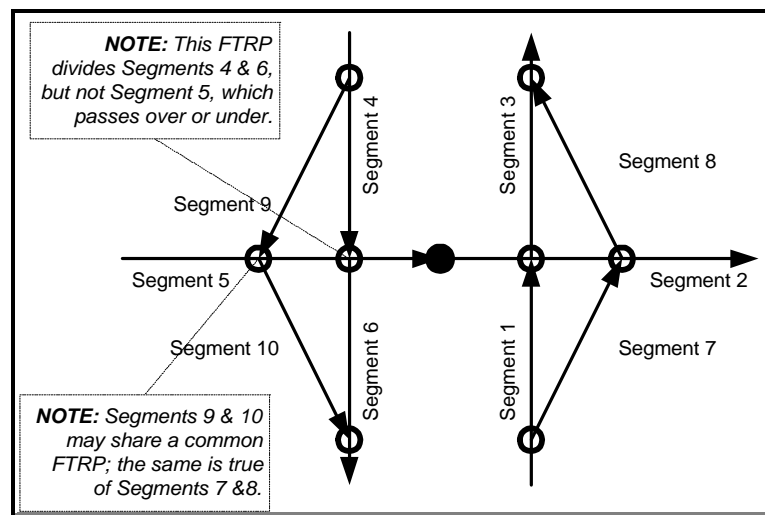 NOTE: This FTRP
divides Segments 4 & 6,
but not Segment 5, which
passes over or under.
Segment 4
Segment 3
Segment 8
Segment 9
Segment 5
Segment 2
Segment 10
Segment 6
Segment 1
Segment 7
NOTE: Segments 9 & 10
may share a common
FTRP; the same is true
of Segments 7 &8.